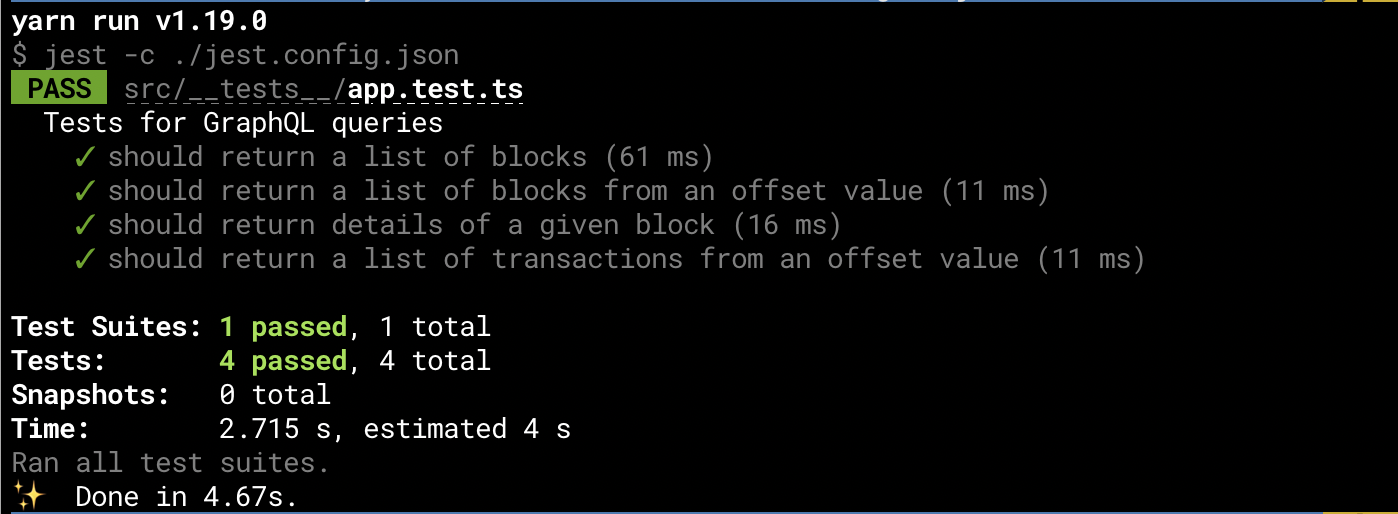 yarn run v1.19.0
$ jest -c ./jest.config.json
PASS src/__tests__/app.test.ts
Tests for GraphQL queries
✓ should return a list of blocks (61 ms)
✓ should return a list of blocks from an offset value (11 ms)
✓ should return details of a given block (16 ms)
✓ should return a list of transactions from an offset value (11 ms)
Test Suites: 1 passed, 1 total
Tests: 4 passed, 4 total
Snapshots: 0 total
Time: 2.715 s, estimated 4 s
Ran all test suites.
✨ Done in 4.67s.